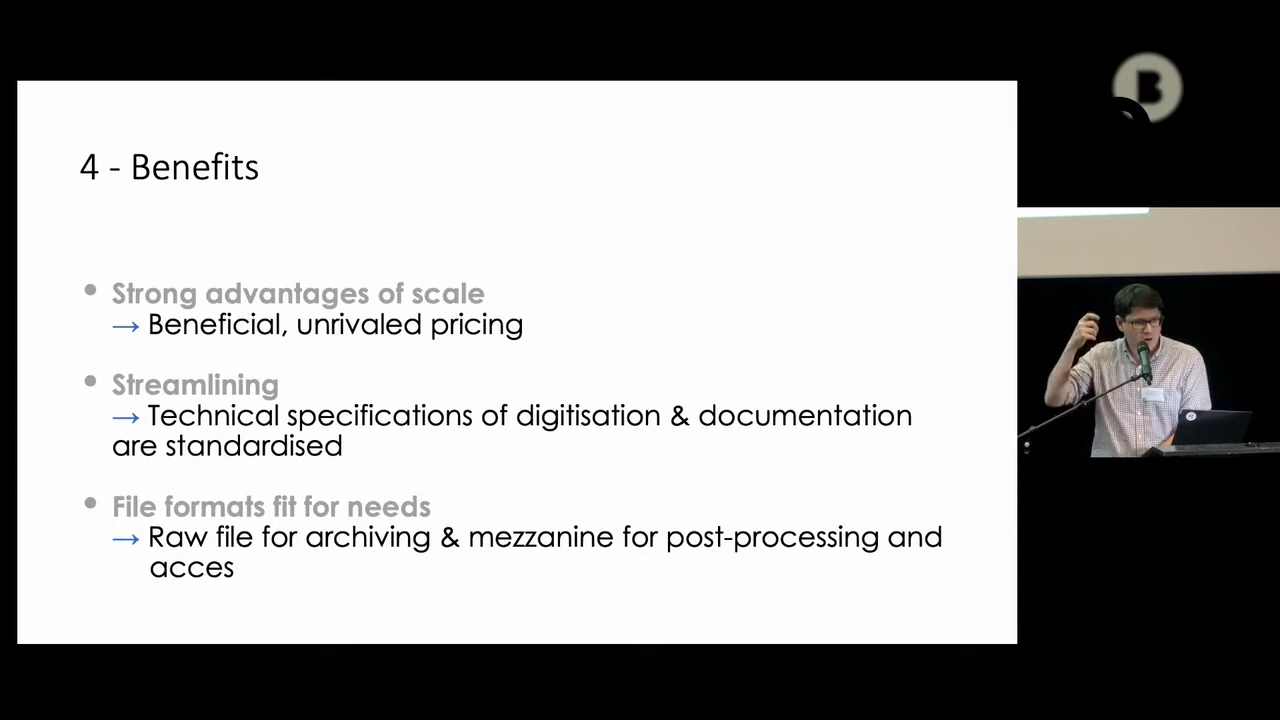 B
4 - Benefits
• Strong advantages of scale
→ Beneficial, unrivaled pricing
• Streamlining
→ Technical specifications of digitisation & documentation
are standardised
• File formats fit for needs
→ Raw file for archiving & mezzanine for post-processing and
acces